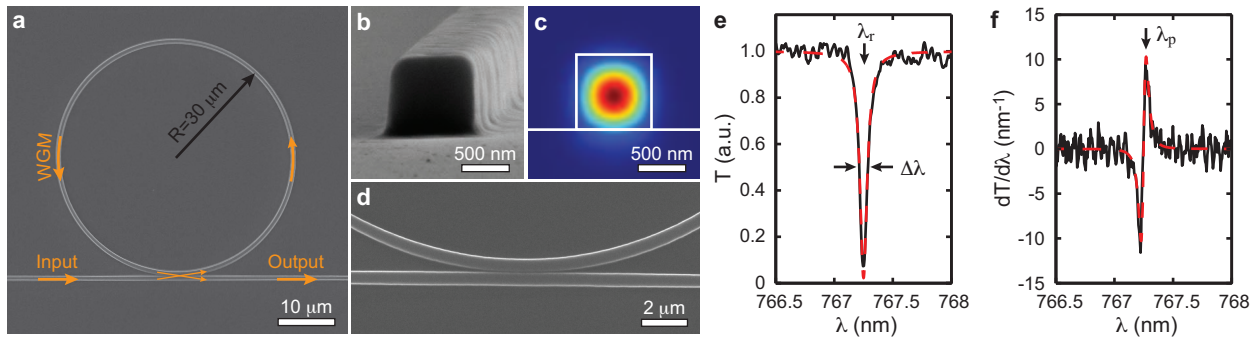 a
R=30 μm
WGM
Input
Output
10 μm
b
500 nm
c
500 nm
d
2 μm
e
λr
1.0
0.8
0.6
0.4
0.2
0
T (a.u.)
Δλ
766.5
767
767.5
768
λ (nm)
f
λp
15
10
5
0
-5
-10
-15
dT/dλ (nm-1)
766.5
767
767.5
768
λ (nm)